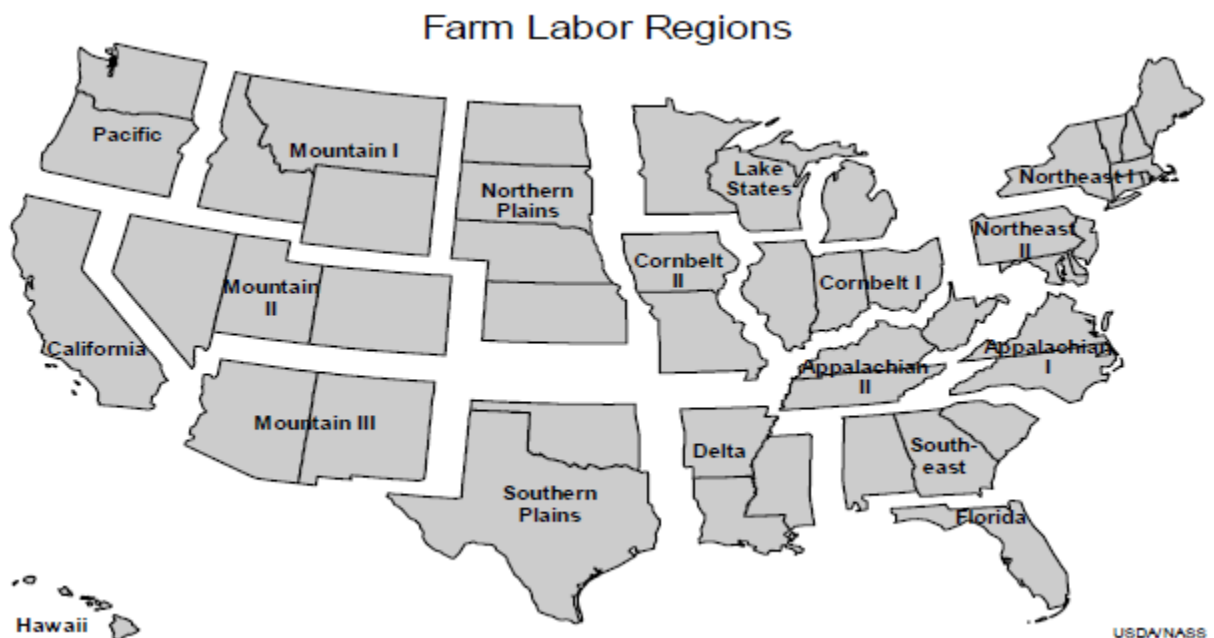 Farm Labor Regions
Pacific
Mountain I
Northern
Plains
Lake
States
Northeast I
Northeast
II
Cornbelt
II
Cornbelt I
Mountain
II
California
Appalachian
I
Appalachian
II
Mountain III
Delta
South-
east
Southern
Plains
Florida
Hawaii
USDA/NASS